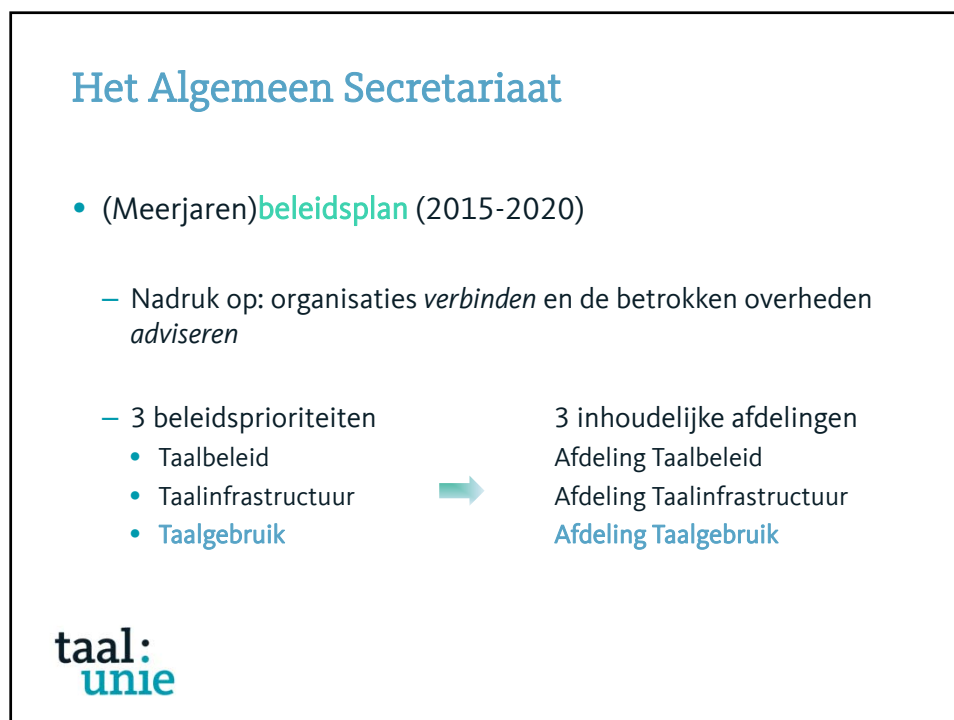 Het Algemeen Secretariaat
• (Meerjaren)beleidsplan (2015-2020)
– Nadruk op: organisaties verbinden en de betrokken overheden
adviseren
– 3 beleidsprioriteiten
• Taalbeleid
• Taalinfrastructuur
• Taalgebruik
3 inhoudelijke afdelingen
Afdeling Taalbeleid
Afdeling Taalinfrastructuur
Afdeling Taalgebruik
taal:
unie